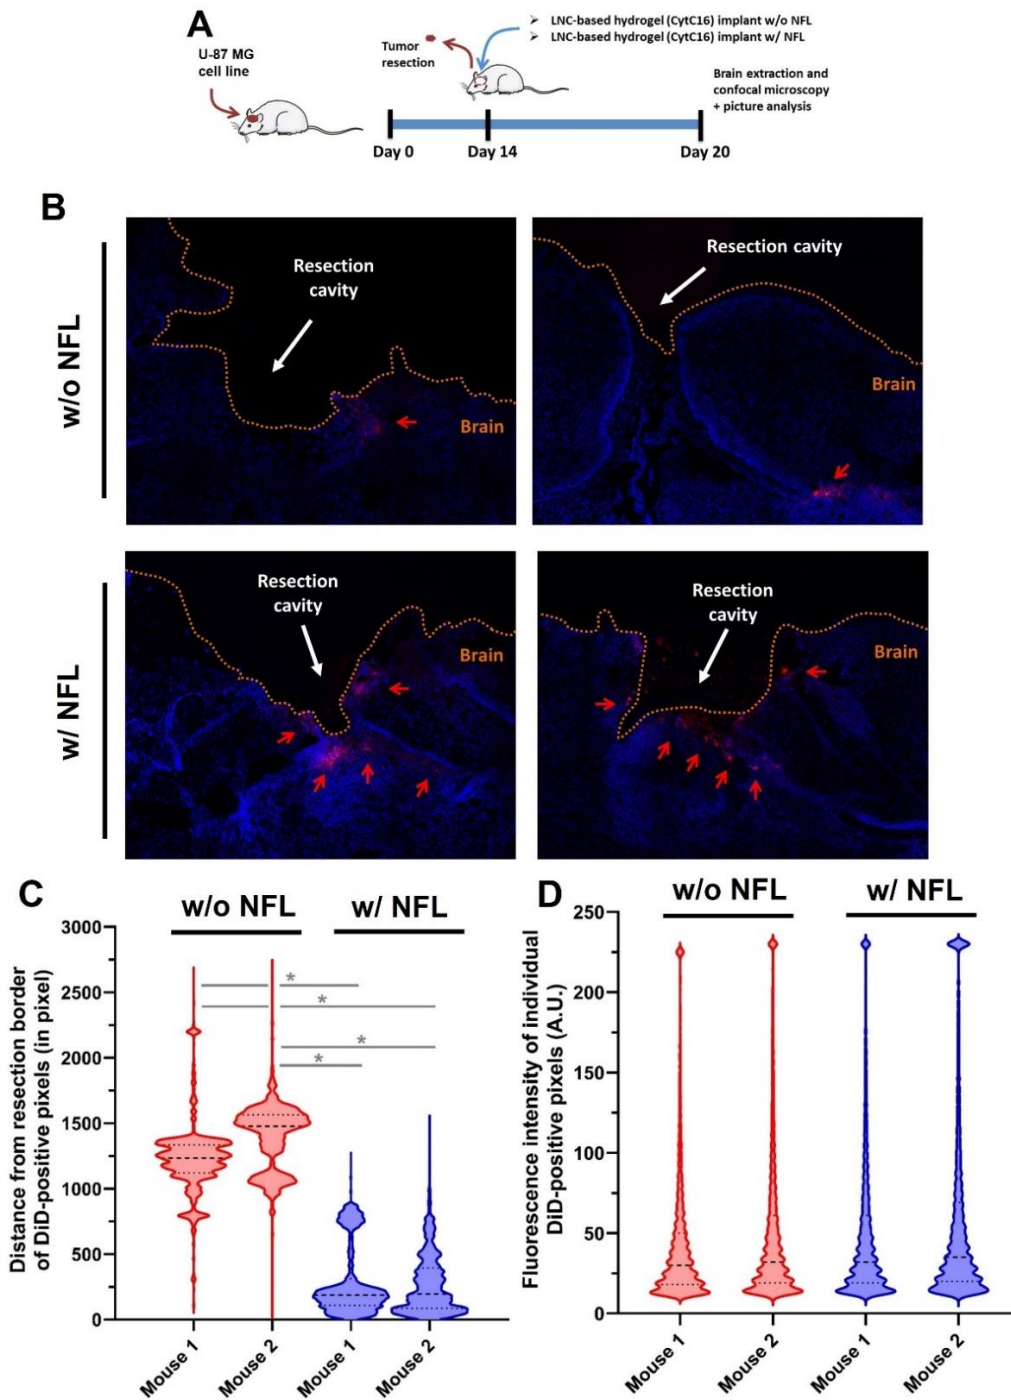 A
U-87 MG
cell line
Tumor
resection
➢ LNC-based hydrogel (CytC16) implant w/o NFL
➢ LNC-based hydrogel (CytC16) implant w/ NFL
Brain extraction and
confocal microscopy
+ picture analysis
Day 0
Day 14
Day 20
B
w/o NFL
Resection
cavity
Brain
Resection cavity
Brain
w/ NFL
Resection
cavity
Brain
Resection
cavity
Brain
C
w/o NFL
w/ NFL
Distance from resection border
of DiD-positive pixels (in pixel)
3000
2500
2000
1500
1000
500
0
*
*
*
*
Mouse 1
Mouse 2
Mouse 1
Mouse 2
D
w/o NFL
w/ NFL
Fluorescence intensity of individual
DiD-positive pixels (A.U.)
250
200
150
100
50
0
Mouse 1
Mouse 2
Mouse 1
Mouse 2